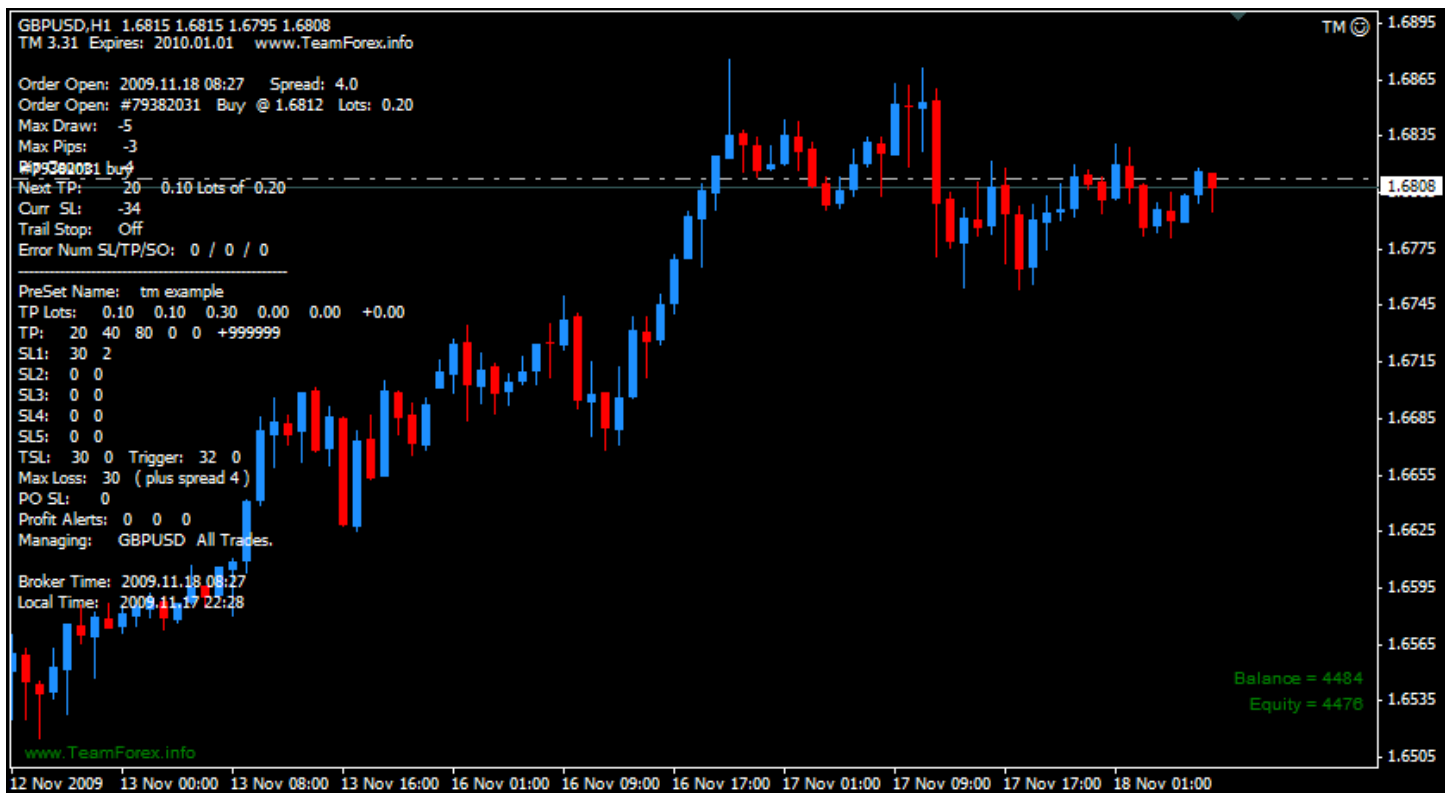 GBPUSD,H1 1.6815 1.6815 1.6795 1.6808
TM 3.31 Expires: 2010.01.01 www.TeamForex.info
TM
Order Open: 2009.11.18 08:27 Spread: 4.0
Order Open: #79382031 Buy @ 1.6812 Lots: 0.20
Max Draw: -5
Max Pips: -3
#79382031 buy
Next TP: 20 0.10 Lots of 0.20
Curr SL: -34
Trail Stop: Off
Error Num SL/TP/SO: 0 / 0 / 0
PreSet Name: tm example
TP Lots: 0.10 0.10 0.30 0.00 0.00 +0.00
TP: 20 40 80 0 0 +999999
SL1: 30 2
SL2: 0 0
SL3: 0 0
SL4: 0 0
SL5: 0 0
TSL: 30 0 Trigger: 32 0
Max Loss: 30 ( plus spread 4 )
PO SL: 0
Profit Alerts: 0 0 0
Managing: GBPUSD All Trades.
Broker Time: 2009.11.18 08:27
Local Time: 2009.11.17 22:28
Balance = 4484
Equity = 4476
www.TeamForex.info
1.6895
1.6865
1.6835
1.6808
1.6775
1.6745
1.6715
1.6685
1.6655
1.6625
1.6595
1.6565
1.6535
1.6505
12 Nov 2009 13 Nov 00:00 13 Nov 08:00 13 Nov 16:00 16 Nov 01:00 16 Nov 09:00 16 Nov 17:00 17 Nov 01:00 17 Nov 09:00 17 Nov 17:00 18 Nov 01:00